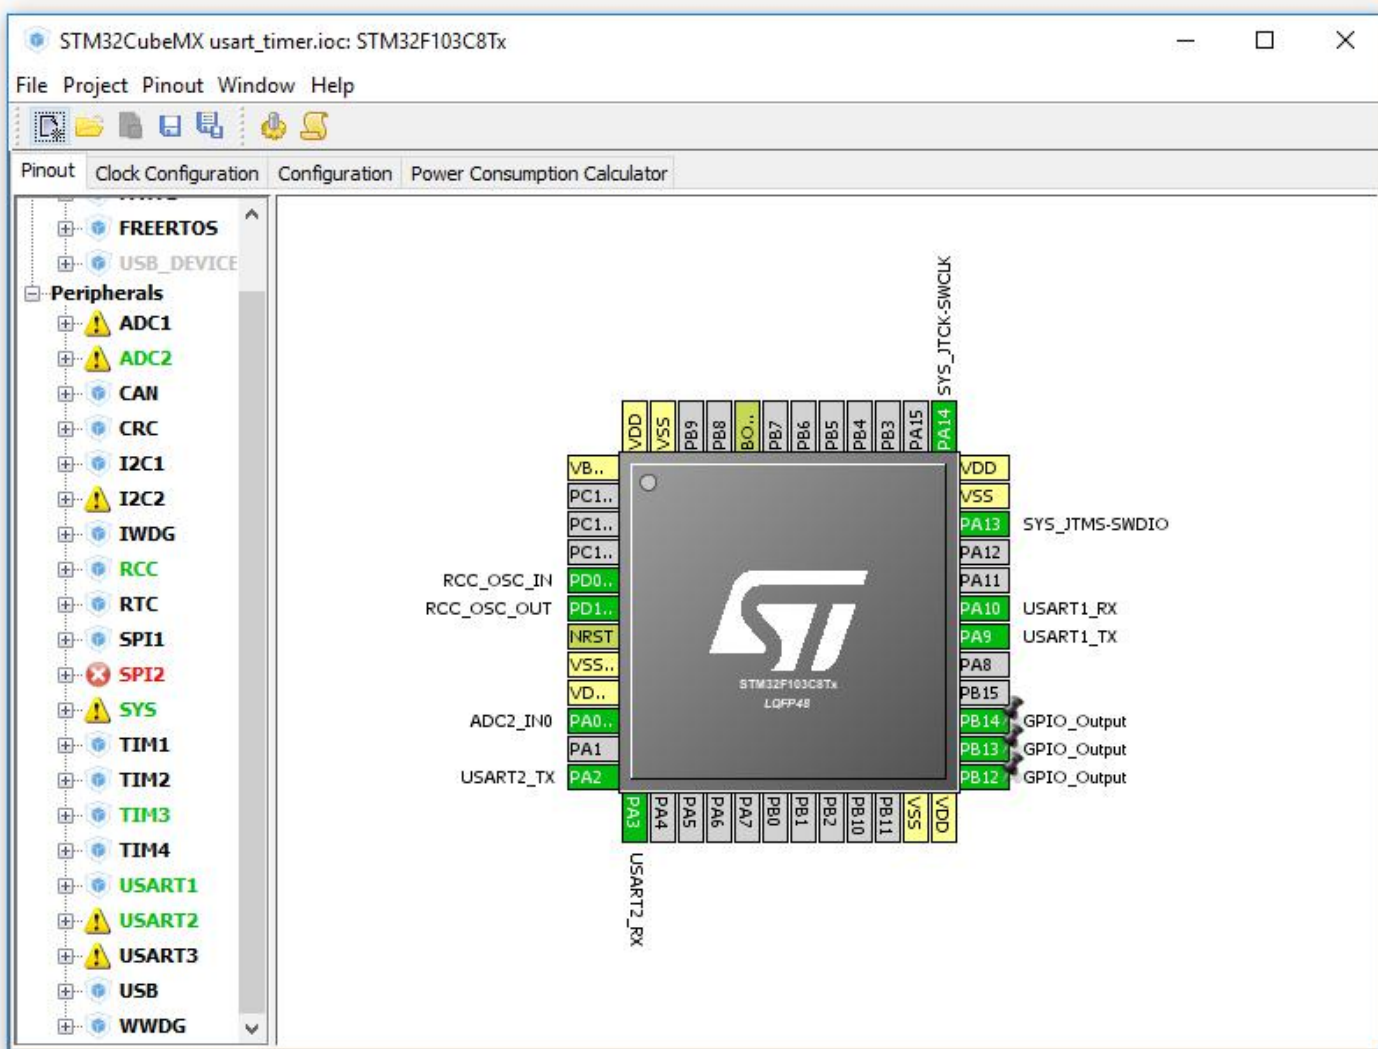 STM32CubeMX usart_timer.ioc: STM32F103C8Tx
File Project Pinout Window Help
Pinout Clock Configuration Configuration Power Consumption Calculator
FREERTOS
USB_DEVICE
Peripherals
ADC1
ADC2
CAN
CRC
I2C1
I2C2
IWDG
RCC
RTC
SPI1
SPI2
SYS
TIM1
TIM2
TIM3
TIM4
USART1
USART2
USART3
USB
WWDG
SYS_JTCK-SWCLK
VDD VSS PB9 PB8 BO.. PB7 PB6 PB5 PB4 PB3 PA15 PA14
VB..
PC1..
PC1..
PC1..
RCC_OSC_IN PD0..
RCC_OSC_OUT PD1..
NRST
VSS..
VD..
ADC2_IN0 PA0..
PA1
USART2_TX PA2
ST
STM32F103C8Tx
LQFP48
VDD
VSS
PA13 SYS_JTMS-SWDIO
PA12
PA11
PA10 USART1_RX
PA9 USART1_TX
PA8
PB15
PB14 GPIO_Output
PB13 GPIO_Output
PB12 GPIO_Output
PA3 PA4 PA5 PA6 PA7 PB0 PB1 PB2 PB10 PB11 VSS VDD
USART2_RX